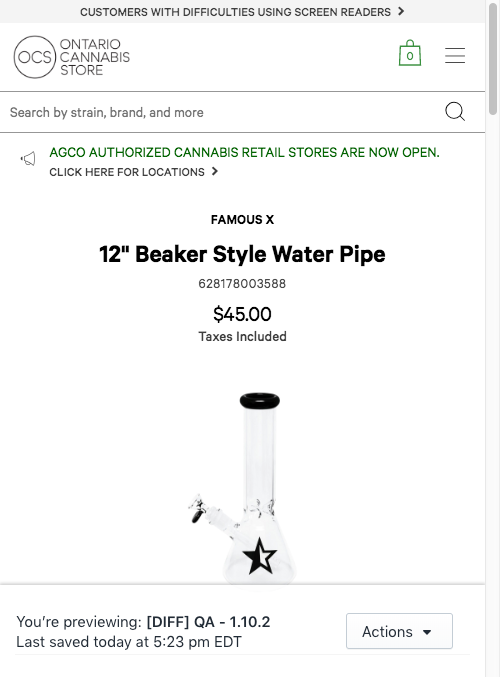 CUSTOMERS WITH DIFFICULTIES USING SCREEN READERS
OCS ONTARIO
CANNABIS
STORE
0
Search by strain, brand, and more
AGCO AUTHORIZED CANNABIS RETAIL STORES ARE NOW OPEN.
CLICK HERE FOR LOCATIONS
FAMOUS X
12" Beaker Style Water Pipe
628178003588
$45.00
Taxes Included
You're previewing: [DIFF] QA - 1.10.2
Last saved today at 5:23 pm EDT
Actions